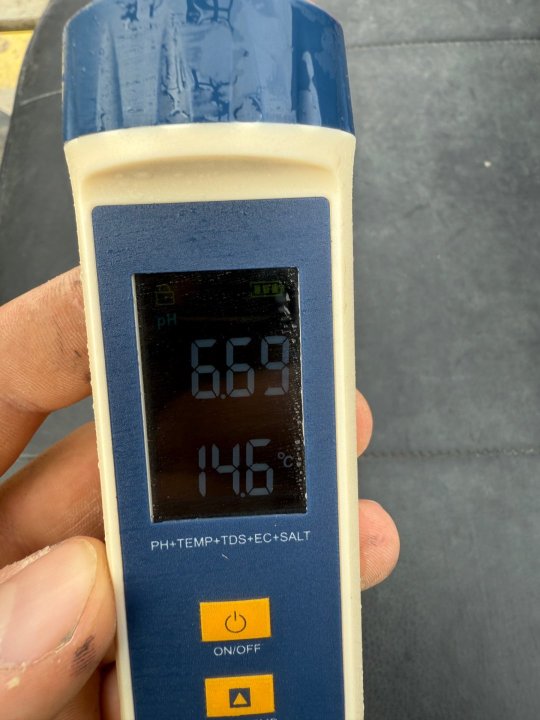 pH
6.69
14.6 °C
PH+TEMP+TDS+EC+SALT
ON/OFF